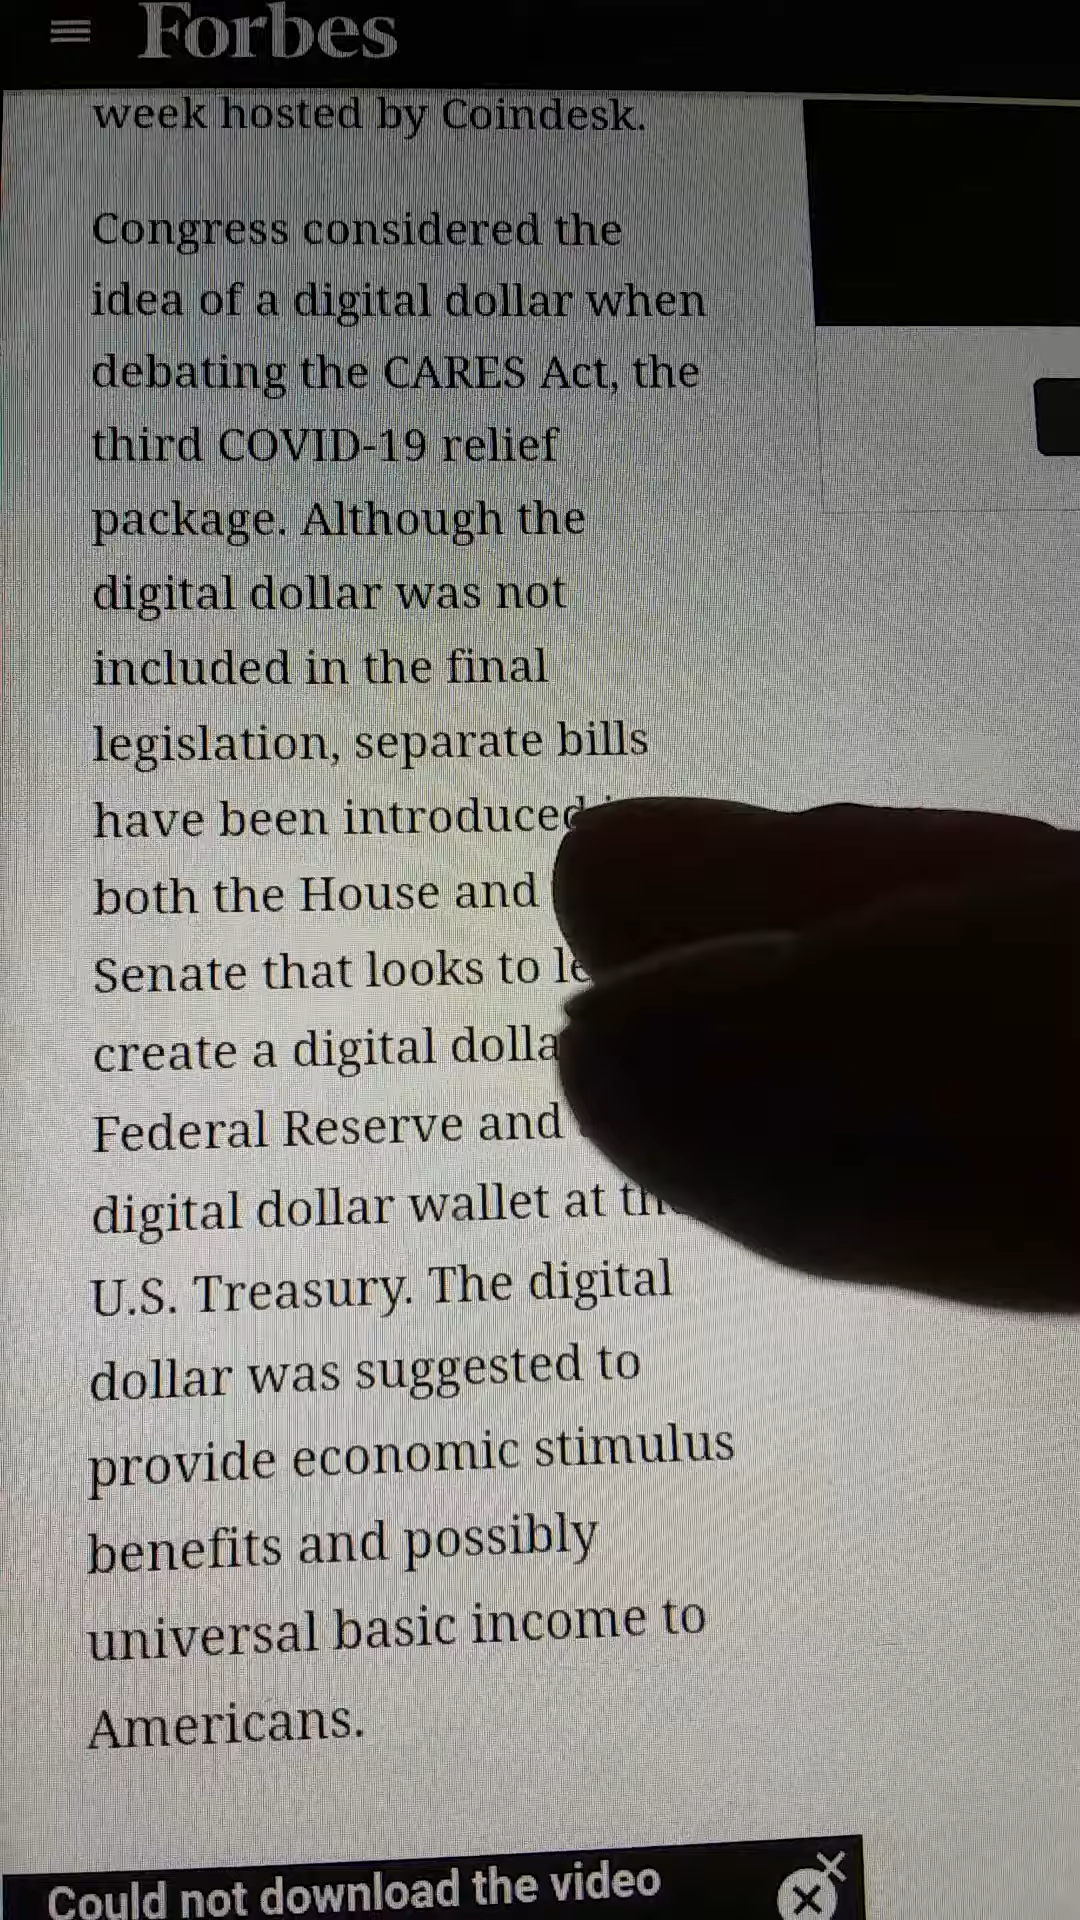 Forbes
week hosted by Coindesk.
Congress considered the
idea of a digital dollar when
debating the CARES Act, the
third COVID-19 relief
package. Although the
digital dollar was not
included in the final
legislation, separate bills
have been introduced
both the House and
Senate that looks to
create a digital
Federal Reserve and
digital dollar wallet at
U.S. Treasury. The digital
dollar was suggested to
provide economic stimulus
benefits and possibly
universal basic income to
Americans.
Could not download the video